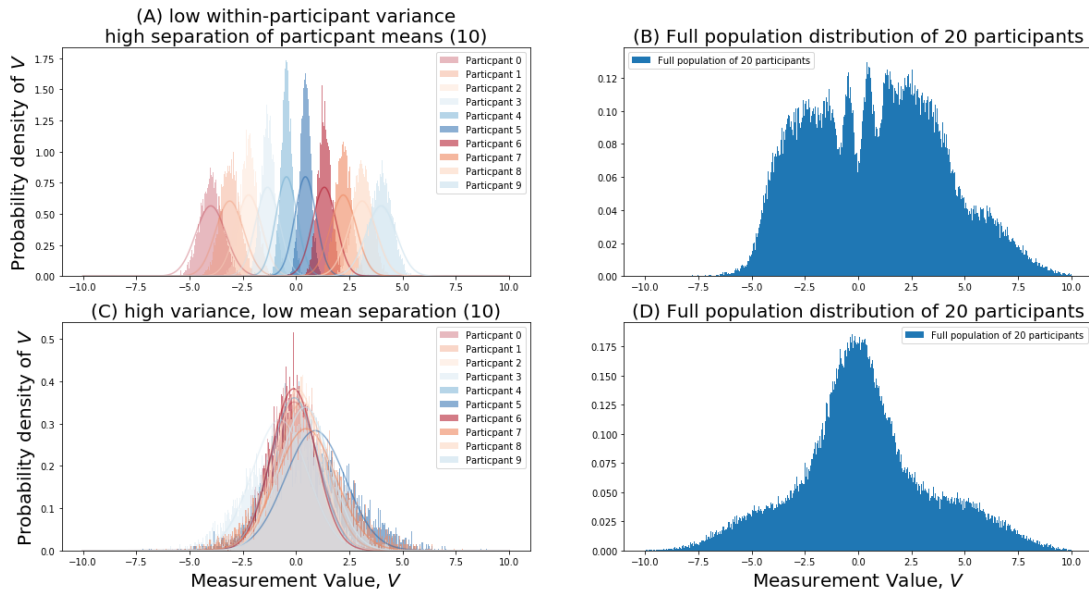 (A) low within-participant variance
high separation of particpant means (10)
Probability density of V
1.75
1.50
1.25
1.00
0.75
0.50
0.25
0.00
Particpant 0
Particpant 1
Particpant 2
Particpant 3
Particpant 4
Particpant 5
Particpant 6
Particpant 7
Particpant 8
Particpant 9
−10.0 −7.5 −5.0 −2.5 0.0 2.5 5.0 7.5 10.0
(B) Full population distribution of 20 participants
Full population of 20 participants
0.12
0.10
0.08
0.06
0.04
0.02
0.00
−10.0 −7.5 −5.0 −2.5 0.0 2.5 5.0 7.5 10.0
(C) high variance, low mean separation (10)
Probability density of V
0.5
0.4
0.3
0.2
0.1
0.0
Particpant 0
Particpant 1
Particpant 2
Particpant 3
Particpant 4
Particpant 5
Particpant 6
Particpant 7
Particpant 8
Particpant 9
−10.0 −7.5 −5.0 −2.5 0.0 2.5 5.0 7.5 10.0
Measurement Value, V
(D) Full population distribution of 20 participants
Full population of 20 participants
0.175
0.150
0.125
0.100
0.075
0.050
0.025
0.000
−10.0 −7.5 −5.0 −2.5 0.0 2.5 5.0 7.5 10.0
Measurement Value, V